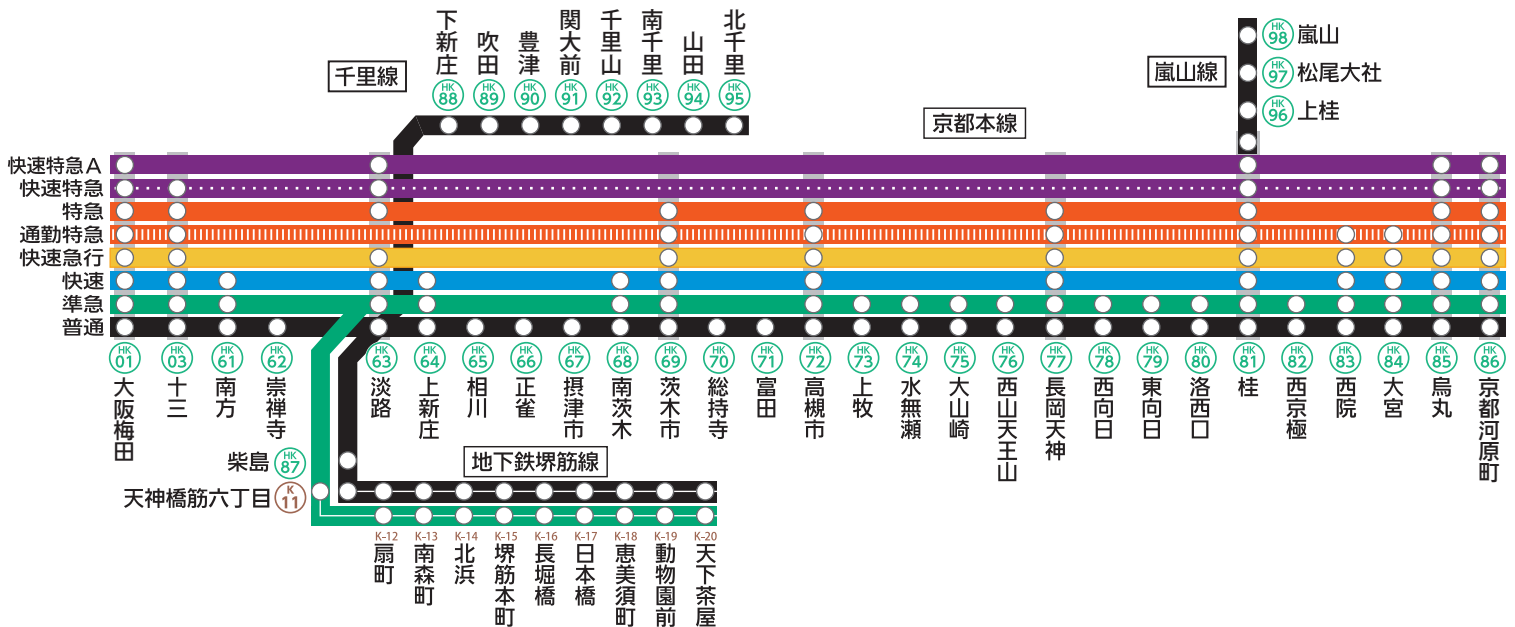 下新庄
吹田
豊津
関大前
千里山
南千里
山田
北千里
HK 88
HK 89
HK 90
HK 91
HK 92
HK 93
HK 94
HK 95
千里線
嵐山線
HK 98 嵐山
HK 97 松尾大社
HK 96 上桂
京都本線
快速特急A
快速特急
特急
通勤特急
快速急行
快速
準急
普通
HK 01
HK 03
HK 61
HK 62
HK 63
HK 64
HK 65
HK 66
HK 67
HK 68
HK 69
HK 70
HK 71
HK 72
HK 73
HK 74
HK 75
HK 76
HK 77
HK 78
HK 79
HK 80
HK 81
HK 82
HK 83
HK 84
HK 85
HK 86
大阪梅田
十三
南方
崇禅寺
淡路
上新庄
相川
正雀
摂津市
南茨木
茨木市
総持寺
富田
高槻市
上牧
水無瀬
大山崎
西山天王山
長岡天神
西向日
東向日
洛西口
桂
西京極
西院
大宮
烏丸
京都河原町
柴島 HK 87
地下鉄堺筋線
天神橋筋六丁目 K 11
K-12
K-13
K-14
K-15
K-16
K-17
K-18
K-19
K-20
扇町
南森町
北浜
堺筋本町
長堀橋
日本橋
恵美須町
動物園前
天下茶屋